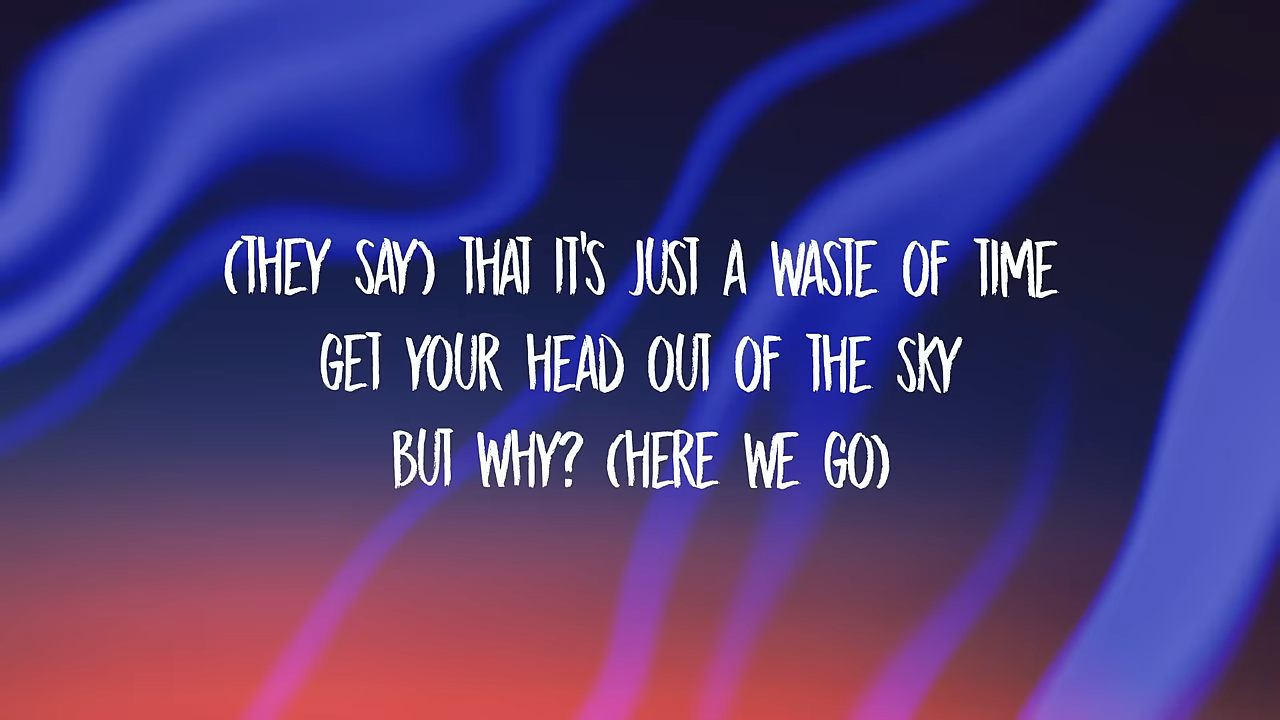 (THEY SAY) THAT IT'S JUST A WASTE OF TIME
GET YOUR HEAD OUT OF THE SKY
BUT WHY? (HERE WE GO)